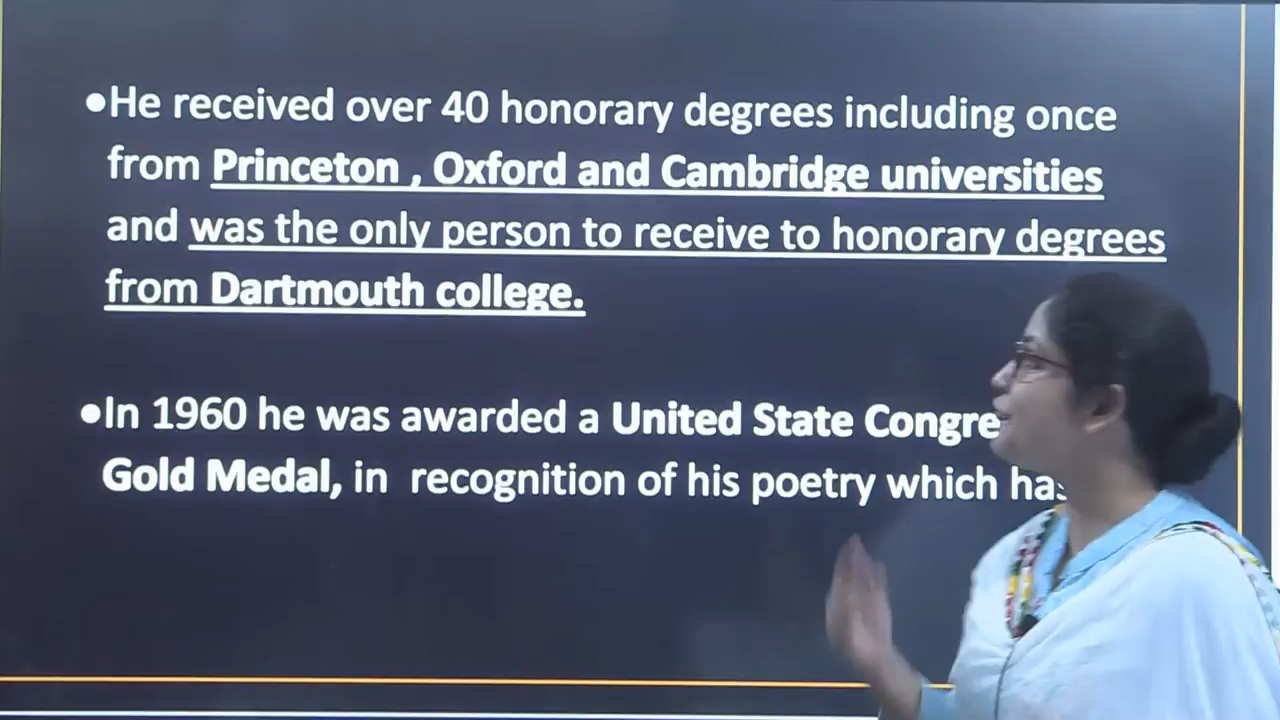 •He received over 40 honorary degrees including once
from Princeton , Oxford and Cambridge universities
and was the only person to receive to honorary degrees
from Dartmouth college.
•In 1960 he was awarded a United State
Gold Medal, in recognition of his poetry which